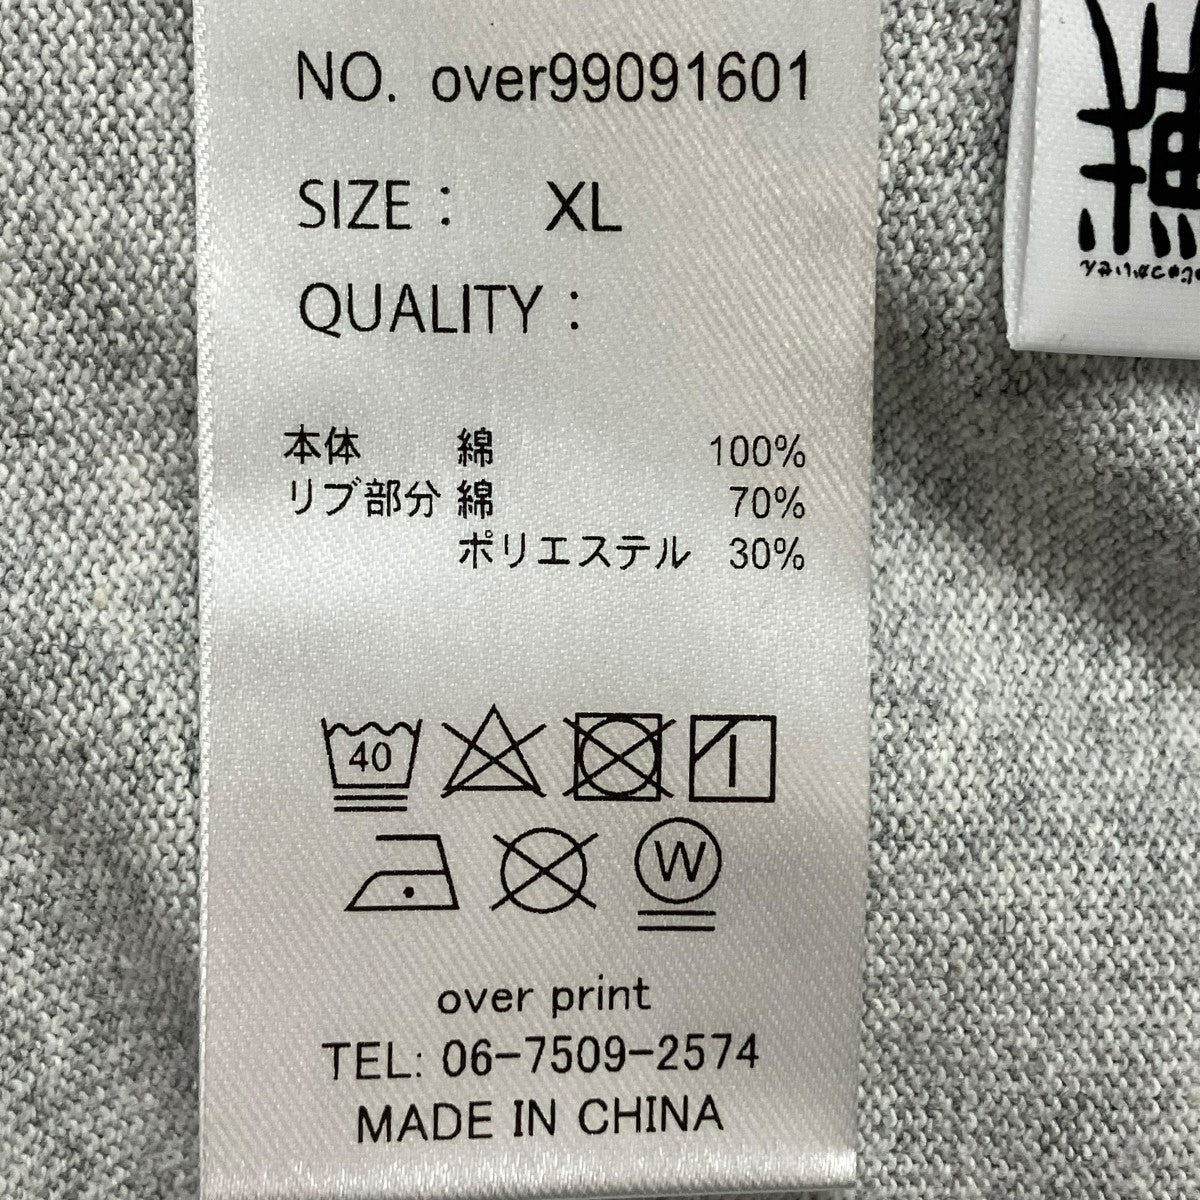 NO. over99091601
SIZE : XL
QUALITY :
本体 綿 100%
リブ部分 綿 70%
ポリエステル 30%
40
W
over print
TEL: 06-7509-2574
MADE IN CHINA